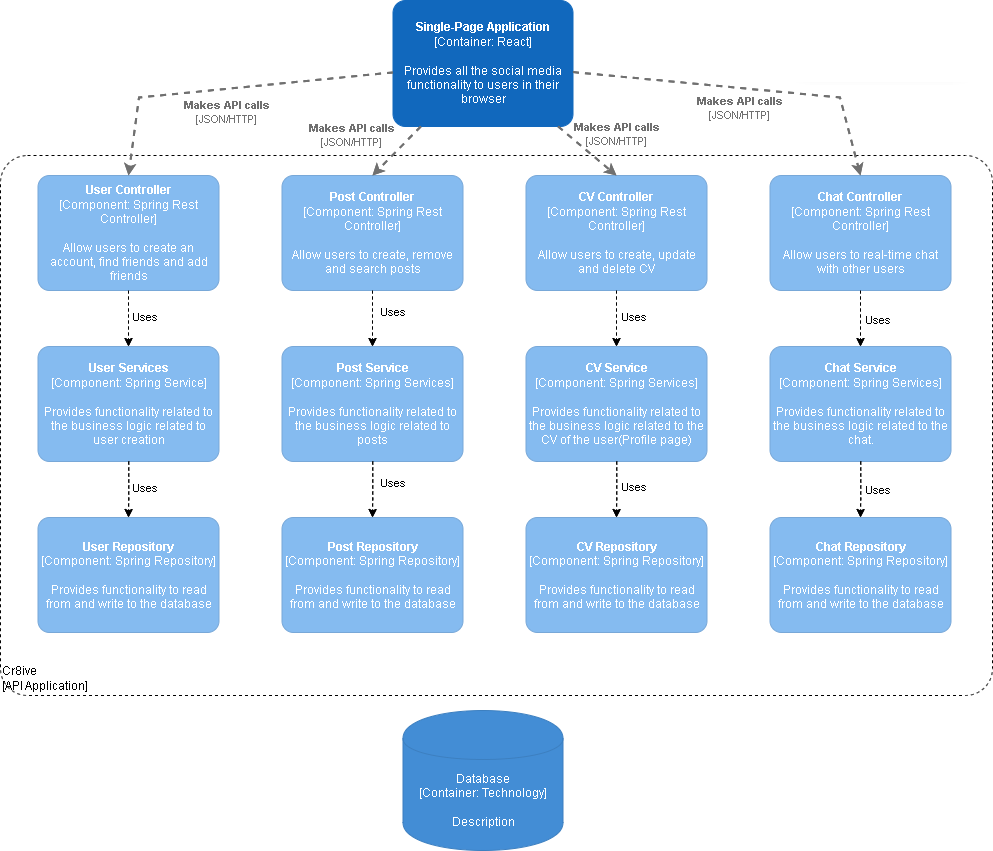 Single-Page Application
[Container: React]
Provides all the social media
functionality to users in their
browser
Makes API calls
[JSON/HTTP]
Makes API calls
[JSON/HTTP]
Makes API calls
[JSON/HTTP]
Makes API calls
[JSON/HTTP]
User Controller
[Component: Spring Rest
Controller]
Allow users to create an
account, find friends and add
friends
Post Controller
[Component: Spring Rest
Controller]
Allow users to create, remove
and search posts
CV Controller
[Component: Spring Rest
Controller]
Allow users to create, update
and delete CV
Chat Controller
[Component: Spring Rest
Controller]
Allow users to real-time chat
with other users
Uses
Uses
Uses
Uses
User Services
[Component: Spring Service]
Provides functionality related to
the business logic related to
user creation
Post Service
[Component: Spring Services]
Provides functionality related to
the business logic related to
posts
CV Service
[Component: Spring Services]
Provides functionality related to
the business logic related to the
CV of the user(Profile page)
Chat Service
[Component: Spring Services]
Provides functionality related to
the business logic related to the
chat.
Uses
Uses
Uses
Uses
User Repository
[Component: Spring Repository]
Provides functionality to read
from and write to the database
Post Repository
[Component: Spring Repository]
Provides functionality to read
from and write to the database
CV Repository
[Component: Spring Repository]
Provides functionality to read
from and write to the database
Chat Repository
[Component: Spring Repository]
Provides functionality to read
from and write to the database
Cr8ive
[API Application]
Database
[Container: Technology]
Description